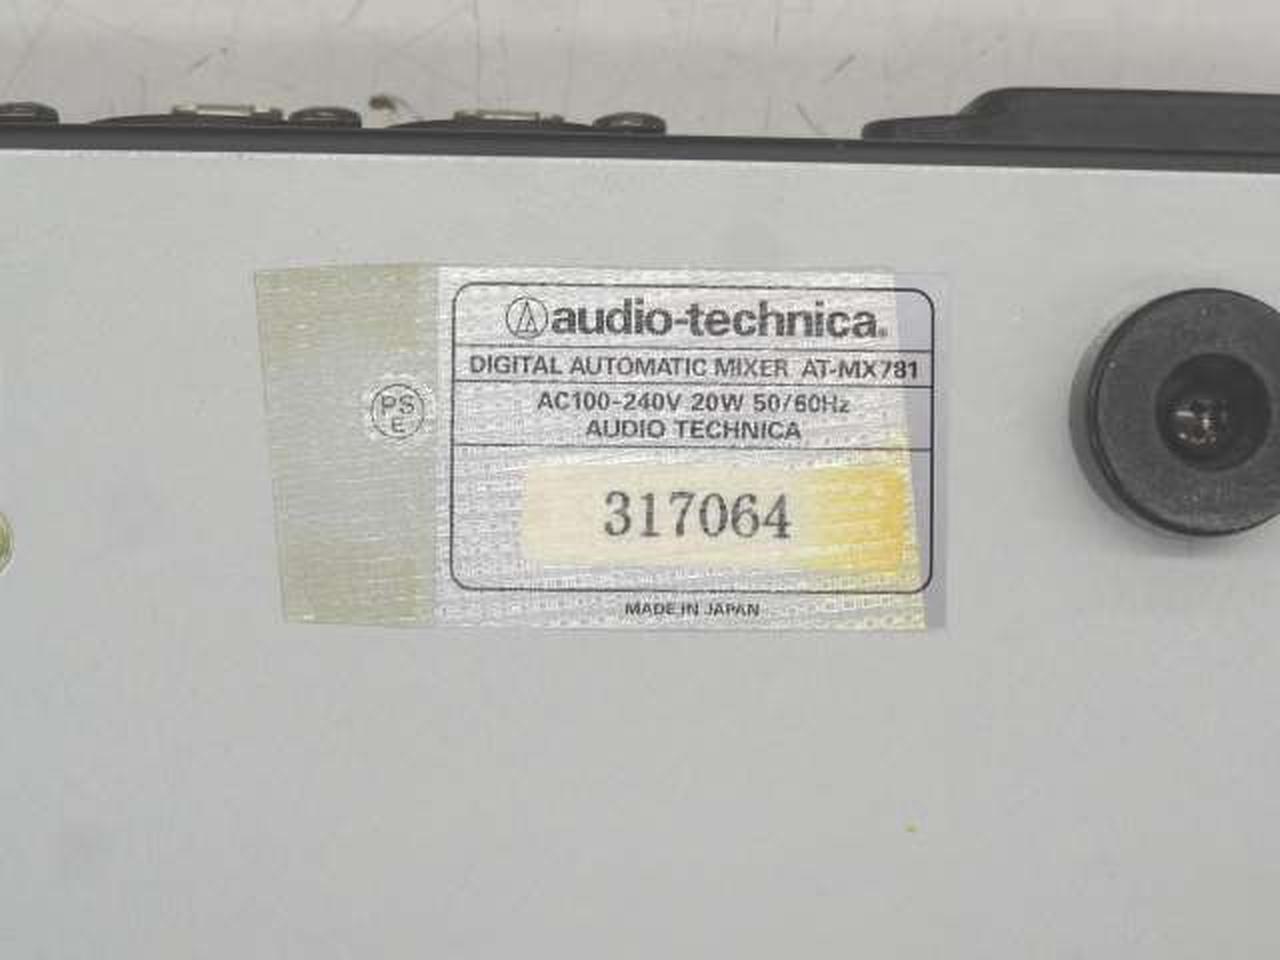 audio-technica®
DIGITAL AUTOMATIC MIXER AT-MX781
PS
E
AC100-240V 20W 50/60Hz
AUDIO TECHNICA
317064
MADE IN JAPAN